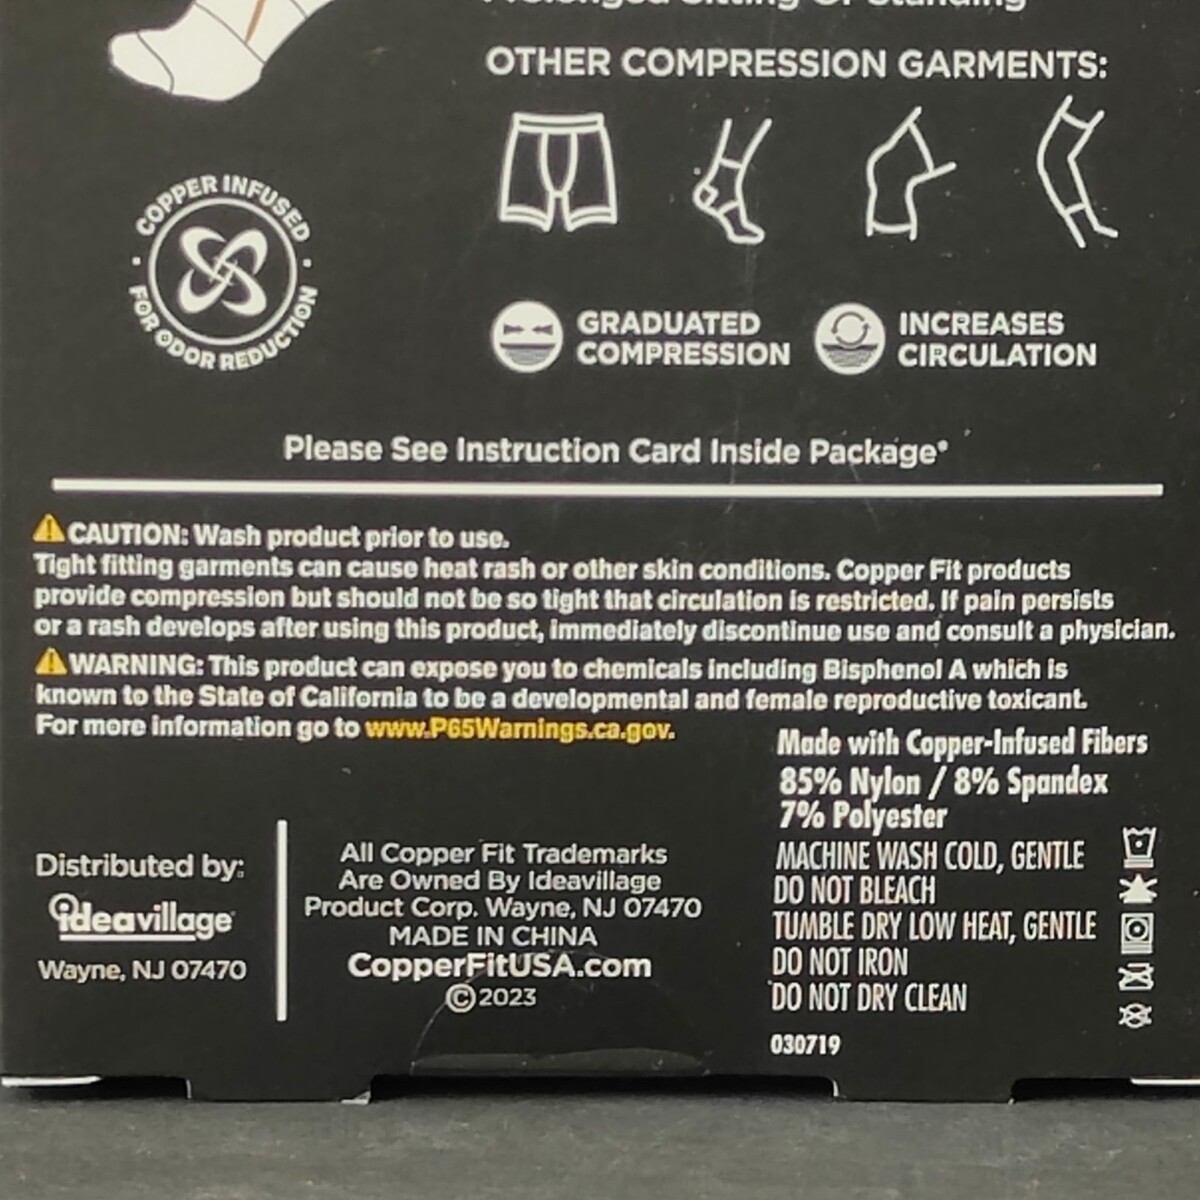 Prolonged Sitting Or Standing
OTHER COMPRESSION GARMENTS:
COPPER INFUSED
FOR ODOR REDUCTION
GRADUATED
COMPRESSION
INCREASES
CIRCULATION
Please See Instruction Card Inside Package*
CAUTION: Wash product prior to use.
Tight fitting garments can cause heat rash or other skin conditions. Copper Fit products
provide compression but should not be so tight that circulation is restricted. If pain persists
or a rash develops after using this product, immediately discontinue use and consult a physician.
WARNING: This product can expose you to chemicals including Bisphenol A which is
known to the State of California to be a developmental and female reproductive toxicant.
For more information go to www.P65Warnings.ca.gov.
Made with Copper-Infused Fibers
85% Nylon / 8% Spandex
7% Polyester
MACHINE WASH COLD, GENTLE
DO NOT BLEACH
TUMBLE DRY LOW HEAT, GENTLE
DO NOT IRON
DO NOT DRY CLEAN
030719
Distributed by:
ideavillage
Wayne, NJ 07470
All Copper Fit Trademarks
Are Owned By Ideavillage
Product Corp. Wayne, NJ 07470
MADE IN CHINA
CopperFitUSA.com
©2023